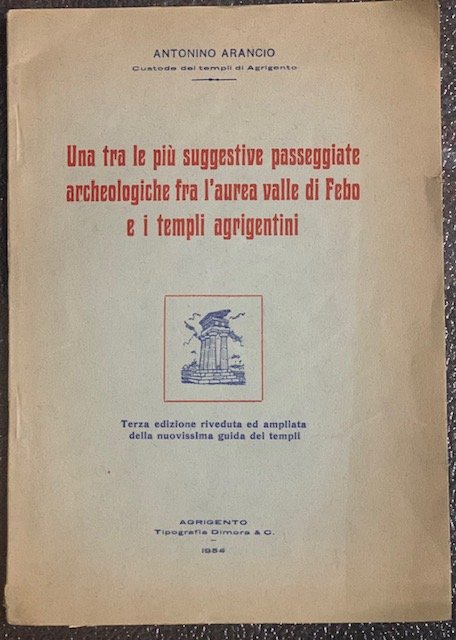 ANTONINO ARANCIO
Custode dei templi di Agrigento
Una tra le più suggestive passeggiate
archeologiche fra l'aurea valle di Febo
e i templi agrigentini
Terza edizione riveduta ed ampliata
della nuovissima guida dei templi
AGRIGENTO
Tipografia Dimora & C.
1954